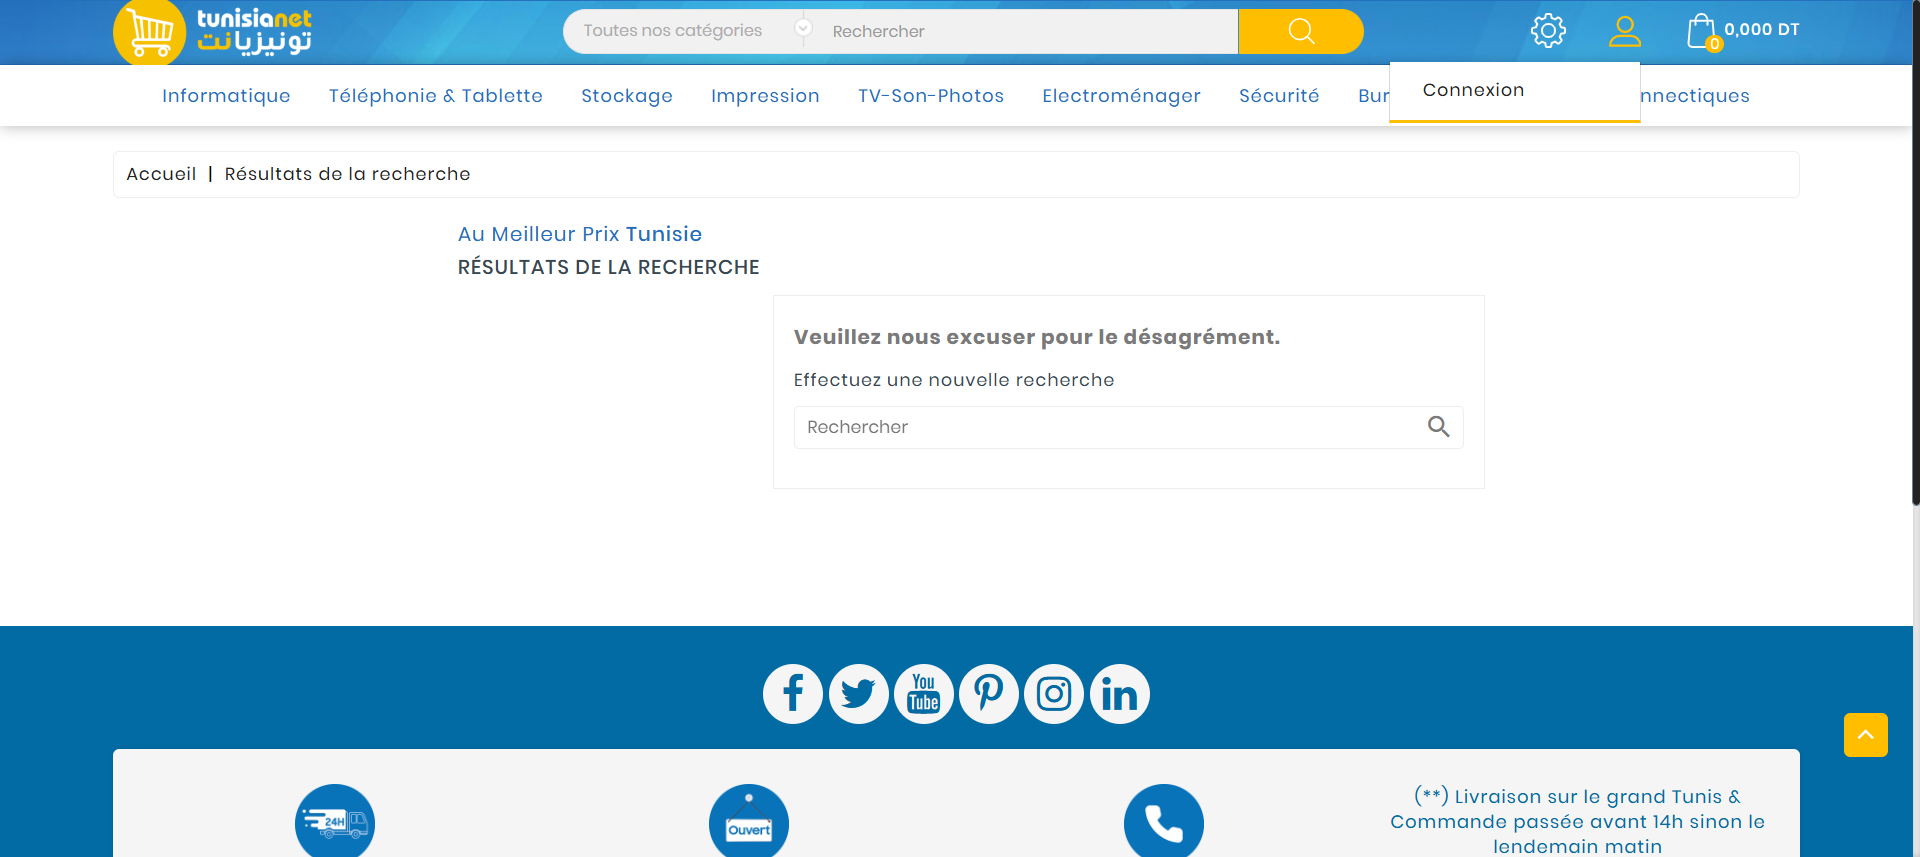 tunisianet
تونيزيانت
Toutes nos catégories
Rechercher
0
0,000 DT
Informatique
Téléphonie & Tablette
Stockage
Impression
TV-Son-Photos
Electroménager
Sécurité
Bur
Connexion
nnectiques
Accueil | Résultats de la recherche
Au Meilleur Prix Tunisie
RÉSULTATS DE LA RECHERCHE
Veuillez nous excuser pour le désagrément.
Effectuez une nouvelle recherche
Rechercher
You
Tube
24H
Ouvert
(**) Livraison sur le grand Tunis &
Commande passée avant 14h sinon le
lendemain matin